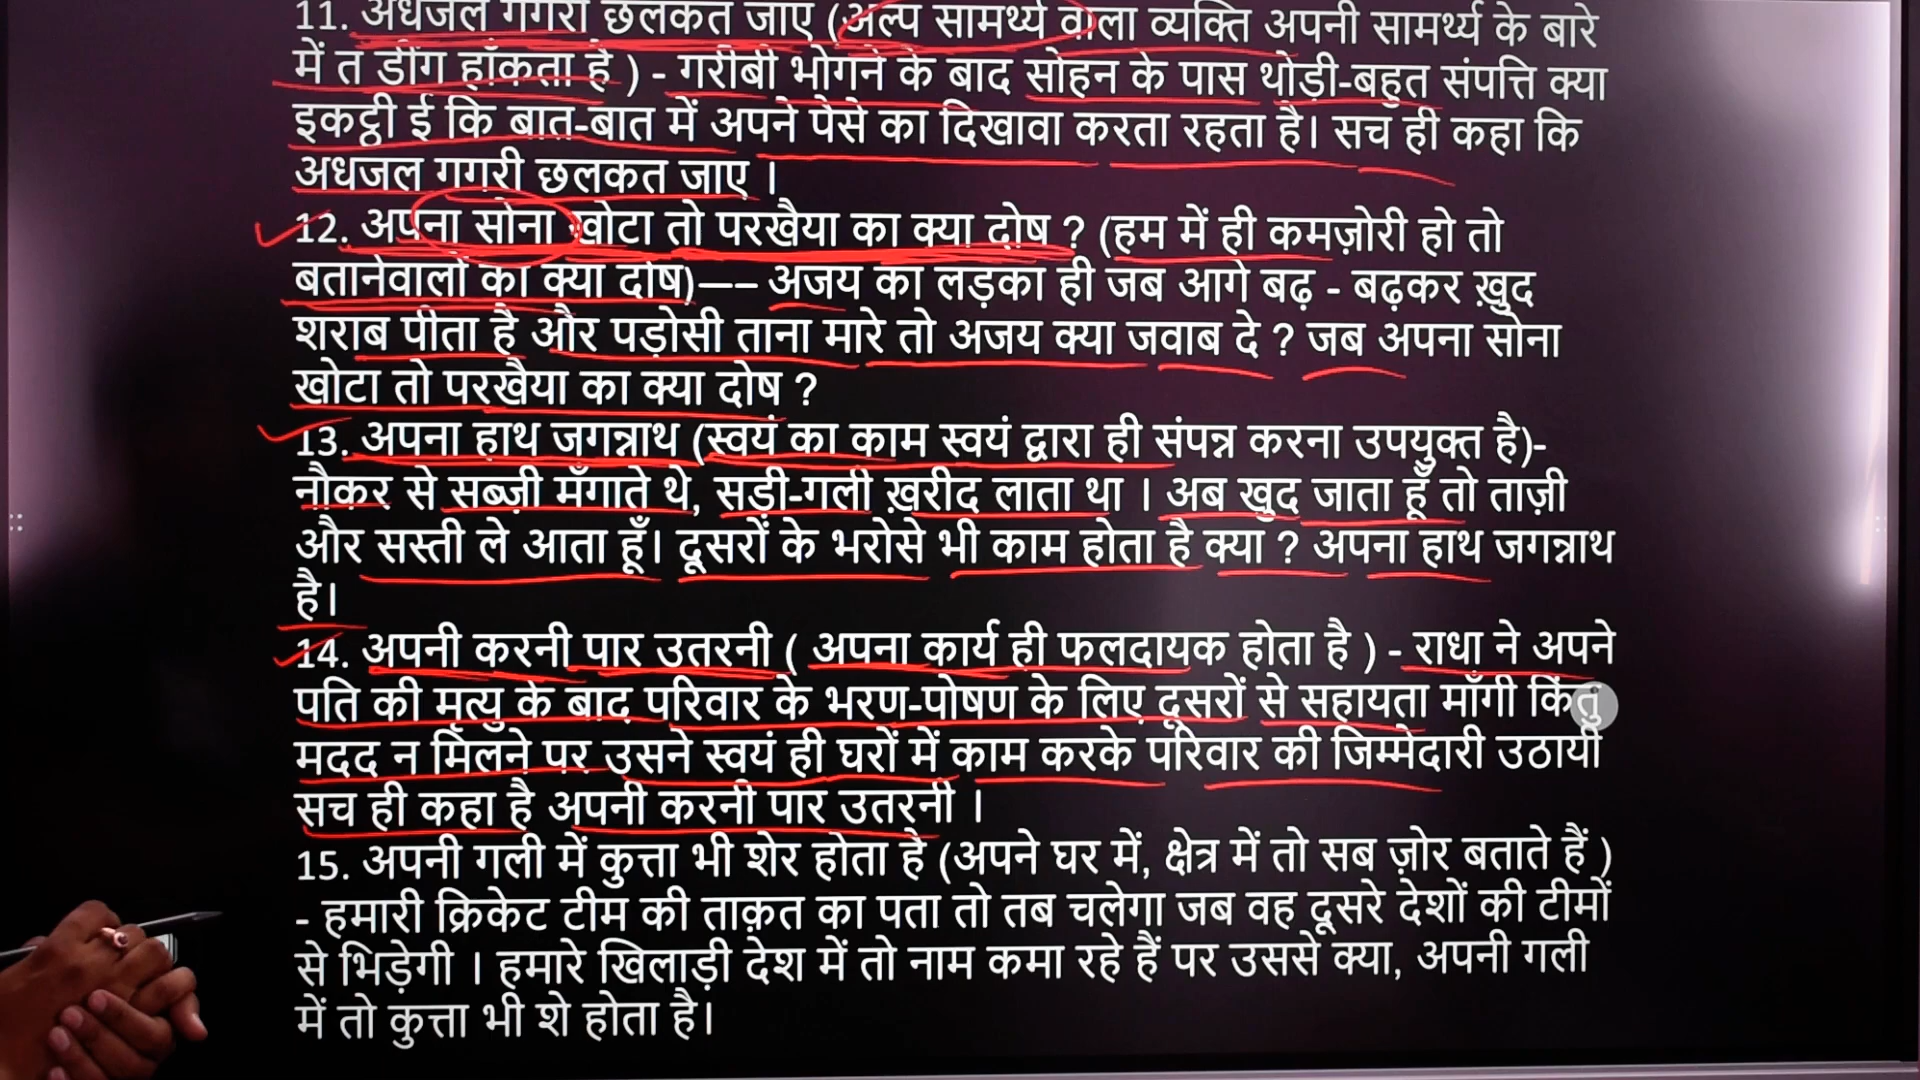 11. अधजल गगरी छलकत जाए (अल्प सामर्थ्य वाला व्यक्ति अपनी सामर्थ्य के बारे
में त डींग हाँकता है ) - गरीबी भोगने के बाद सोहन के पास थोड़ी-बहुत संपत्ति क्या
इकट्ठी ई कि बात-बात में अपने पैसे का दिखावा करता रहता है। सच ही कहा कि
अधजल गगरी छलकत जाए ।
12. अपना सोना खोटा तो परखैया का क्या दोष ? (हम में ही कमज़ोरी हो तो
बतानेवालों का क्या दोष)—– अजय का लड़का ही जब आगे बढ़ - बढ़कर ख़ुद
शराब पीता है और पड़ोसी ताना मारे तो अजय क्या जवाब दे ? जब अपना सोना
खोटा तो परखैया का क्या दोष ?
13. अपना हाथ जगन्नाथ (स्वयं का काम स्वयं द्वारा ही संपन्न करना उपयुक्त है)-
नौकर से सब्ज़ी मँगाते थे, सड़ी-गली ख़रीद लाता था । अब खुद जाता हूँ तो ताज़ी
और सस्ती ले आता हूँ। दूसरों के भरोसे भी काम होता है क्या ? अपना हाथ जगन्नाथ
है।
14. अपनी करनी पार उतरनी ( अपना कार्य ही फलदायक होता है ) - राधा ने अपने
पति की मृत्यु के बाद परिवार के भरण-पोषण के लिए दूसरों से सहायता माँगी किंतु
मदद न मिलने पर उसने स्वयं ही घरों में काम करके परिवार की जिम्मेदारी उठायी
सच ही कहा है अपनी करनी पार उतरनी ।
15. अपनी गली में कुत्ता भी शेर होता है (अपने घर में, क्षेत्र में तो सब ज़ोर बताते हैं )
- हमारी क्रिकेट टीम की ताक़त का पता तो तब चलेगा जब वह दूसरे देशों की टीमों
से भिड़ेगी । हमारे खिलाड़ी देश में तो नाम कमा रहे हैं पर उससे क्या, अपनी गली
में तो कुत्ता भी शे होता है।